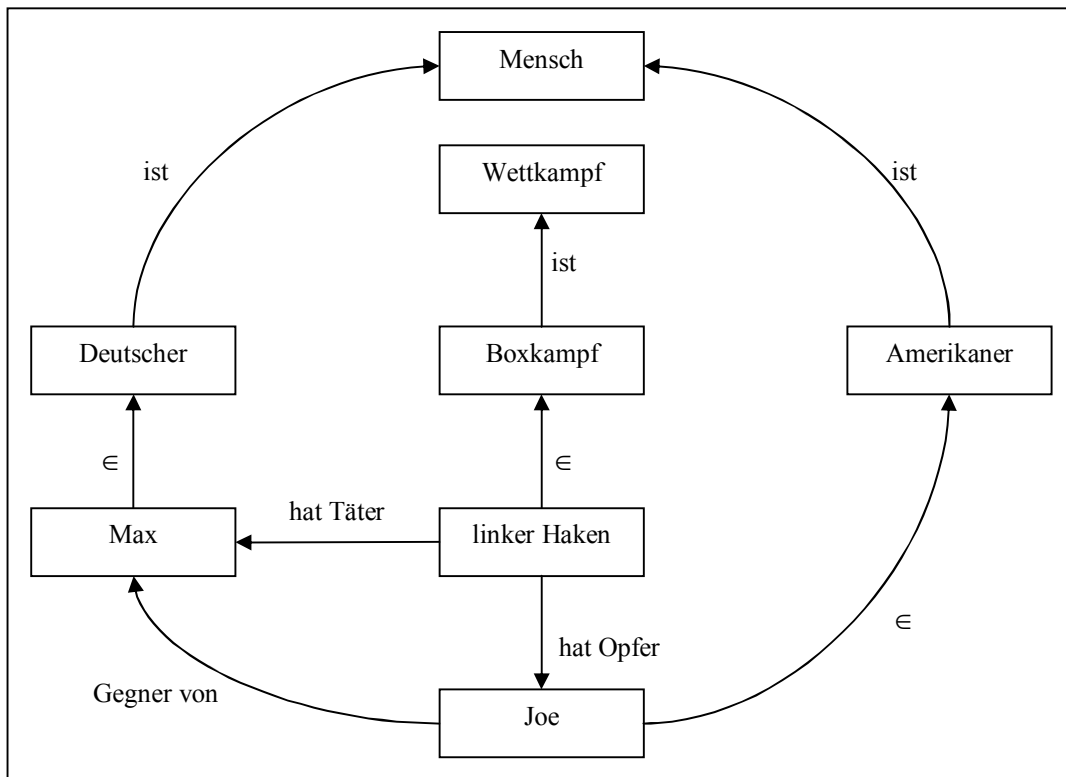 Mensch
ist
Wettkampf
ist
ist
Deutscher
Boxkampf
Amerikaner
∈
∈
hat Täter
Max
linker Haken
∈
hat Opfer
Gegner von
Joe